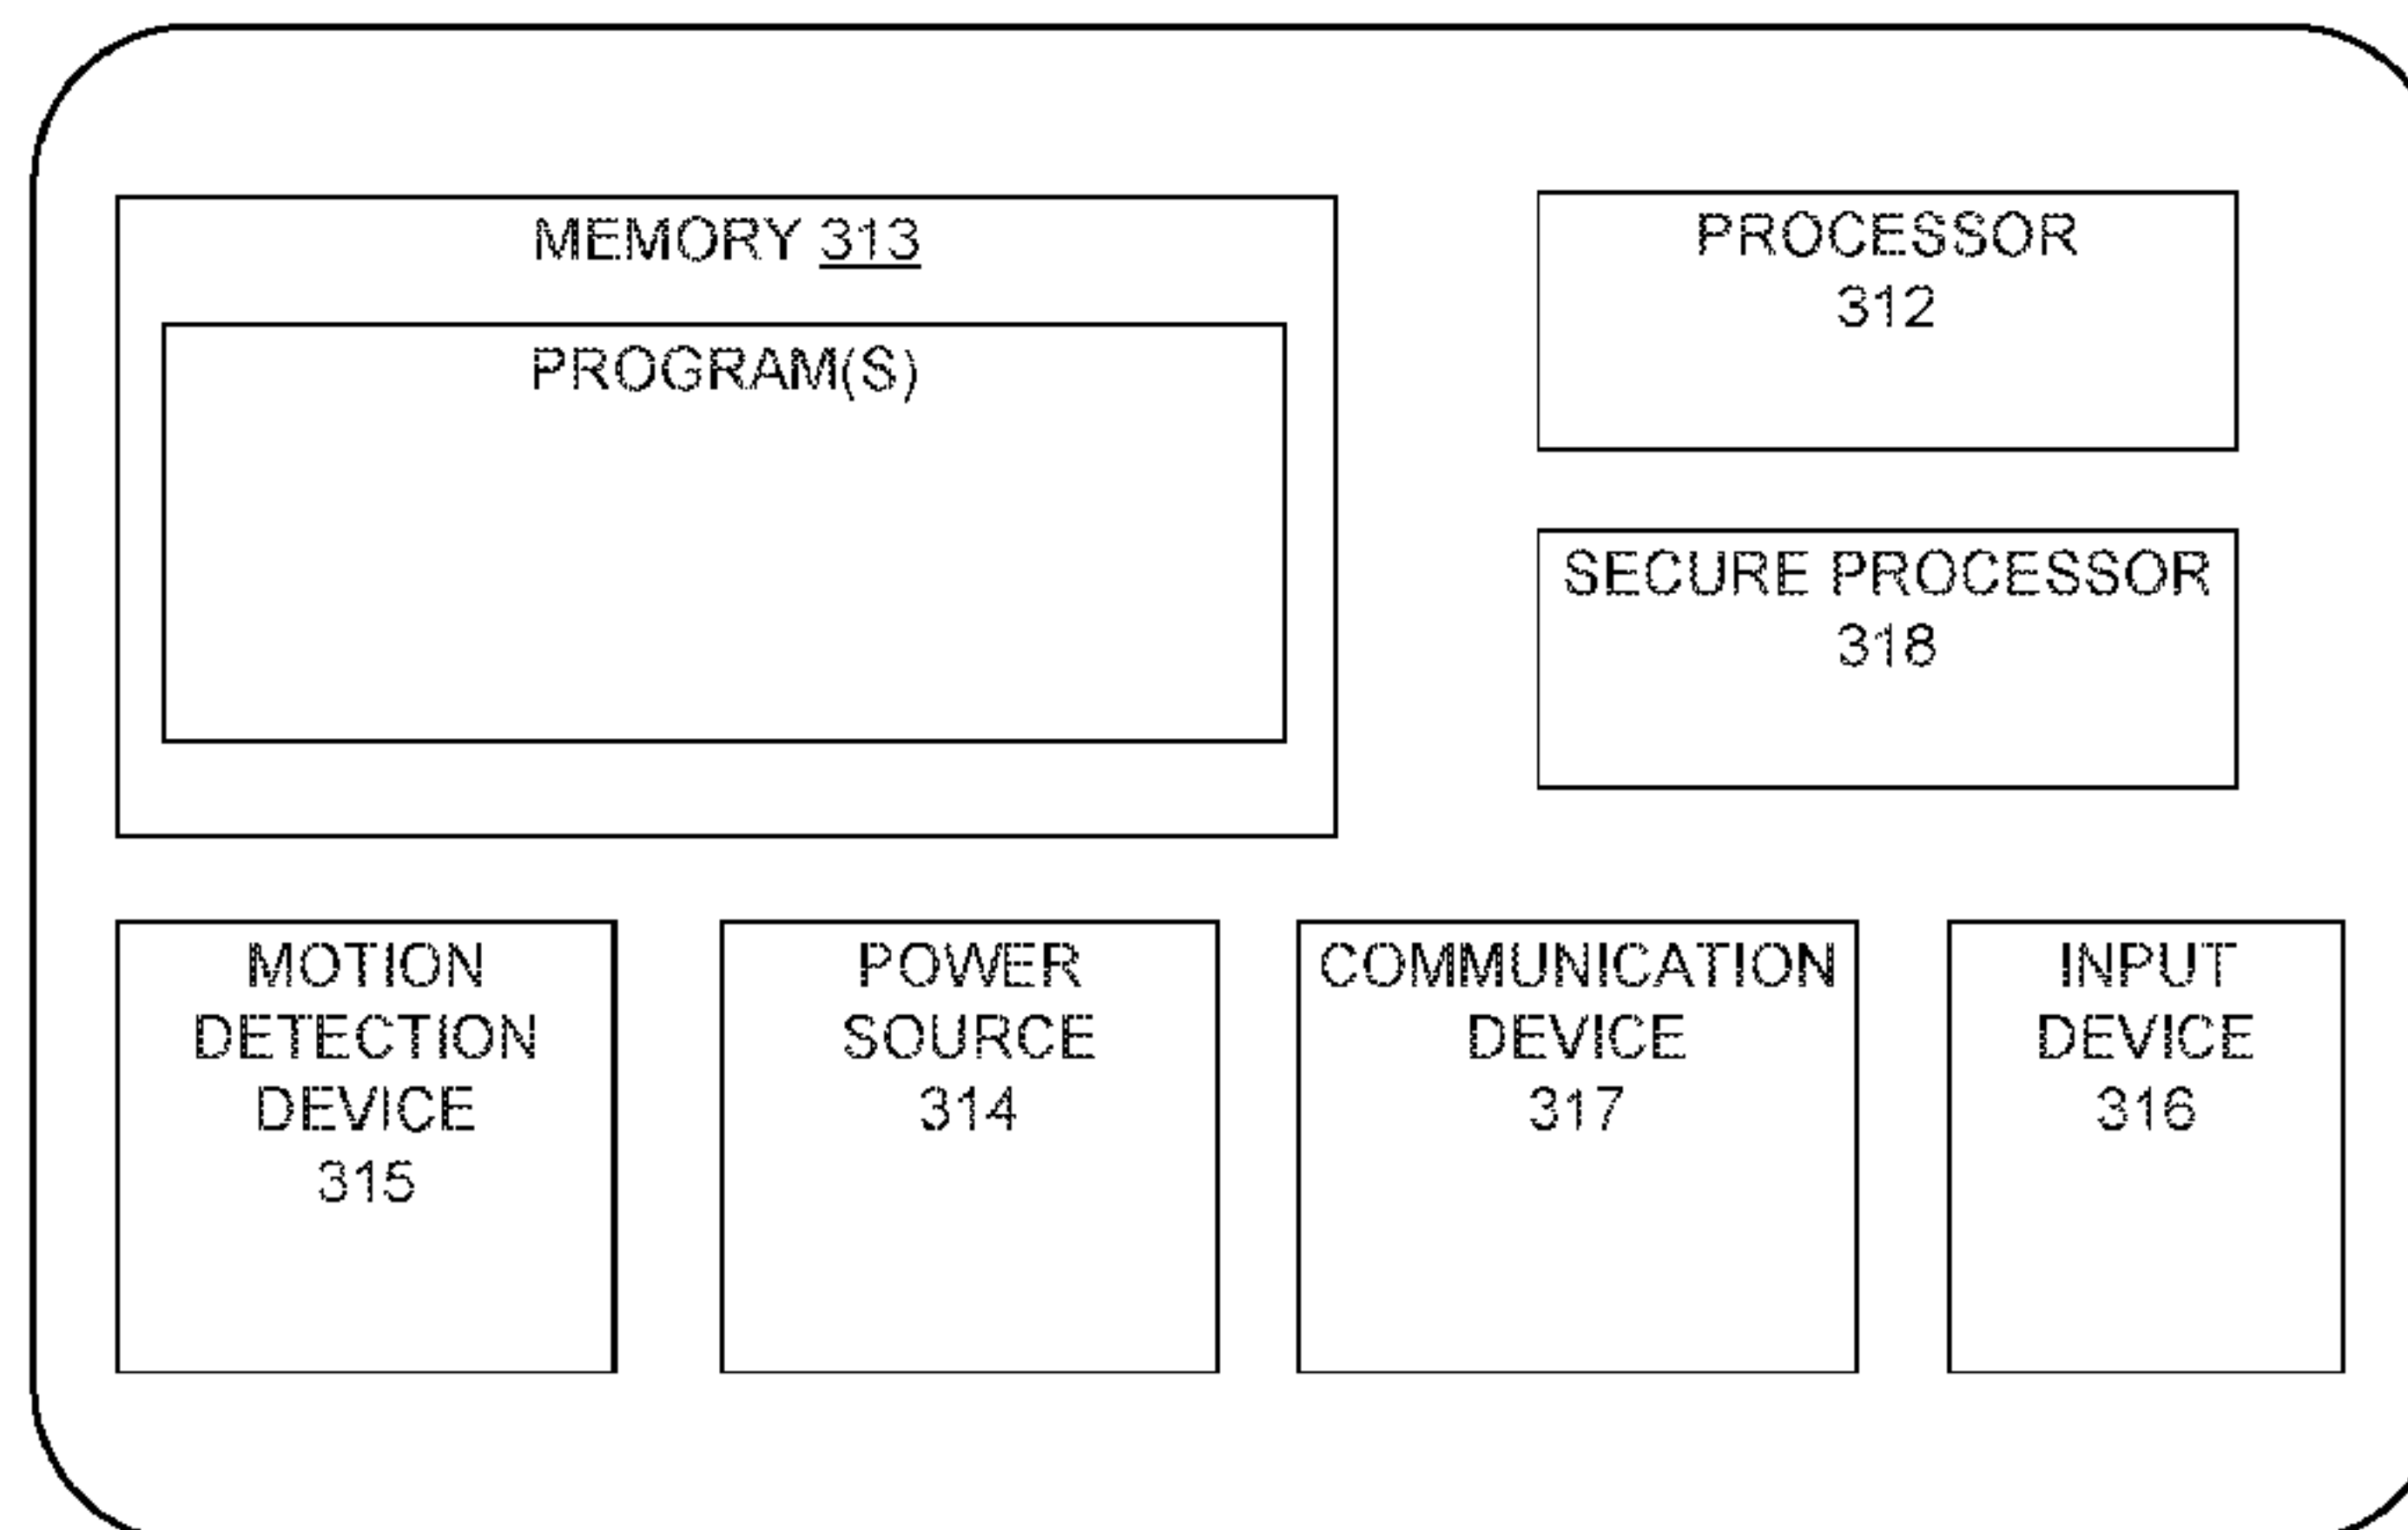 MEMORY 313
PROGRAM(S)
PROCESSOR
312
SECURE PROCESSOR
318
MOTION
DETECTION
DEVICE
315
POWER
SOURCE
314
COMMUNICATION
DEVICE
317
INPUT
DEVICE
316